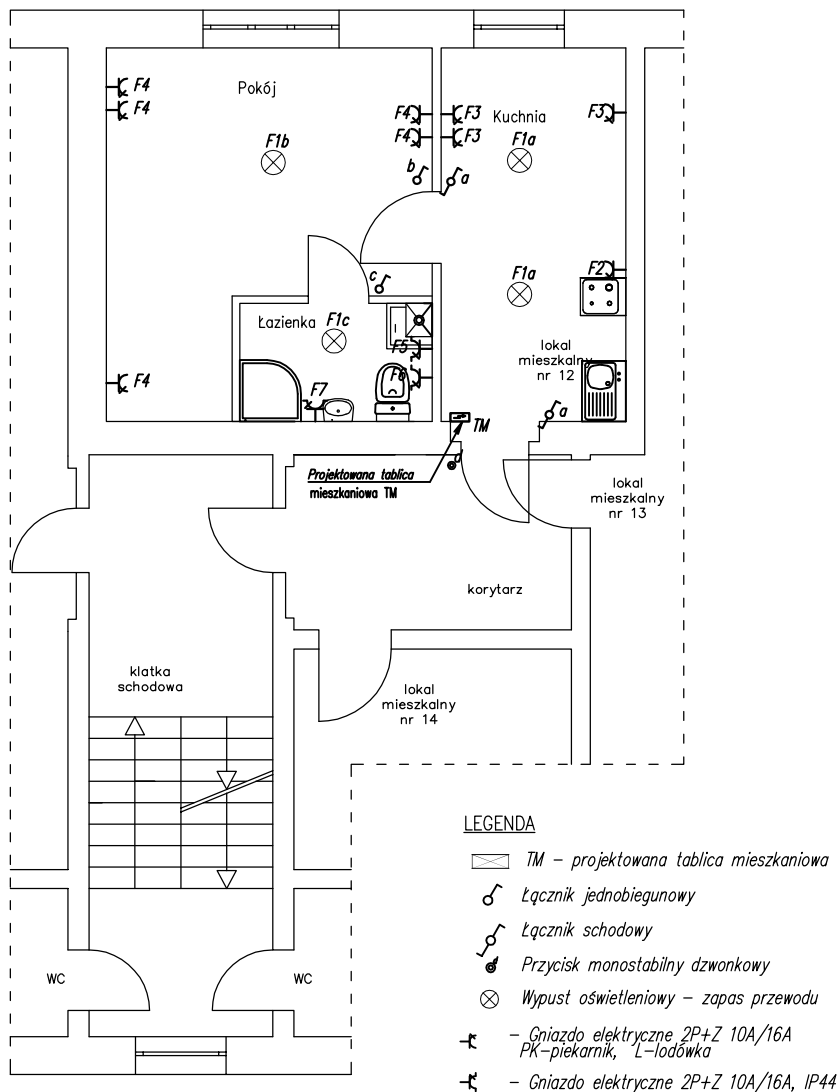 F4
Pokój
F4
F4
F3
Kuchnia
F3
F4
F3
F1b
F1a
b
a
c
F1a
F2
Łazienka
F1c
lokal
mieszkalny
nr 12
F5
F6
F7
F4
a
TM
Projektowana tablica
mieszkaniowa TM
d
lokal
mieszkalny
nr 13
korytarz
klatka
schodowa
lokal
mieszkalny
nr 14
WC
WC
LEGENDA
TM – projektowana tablica mieszkaniowa
Łącznik jednobiegunowy
Łącznik schodowy
Przycisk monostabilny dzwonkowy
Wypust oświetleniowy – zapas przewodu
– Gniazdo elektryczne 2P+Z 10A/16A
PK–piekarnik, L–lodówka
– Gniazdo elektryczne 2P+Z 10A/16A, IP44